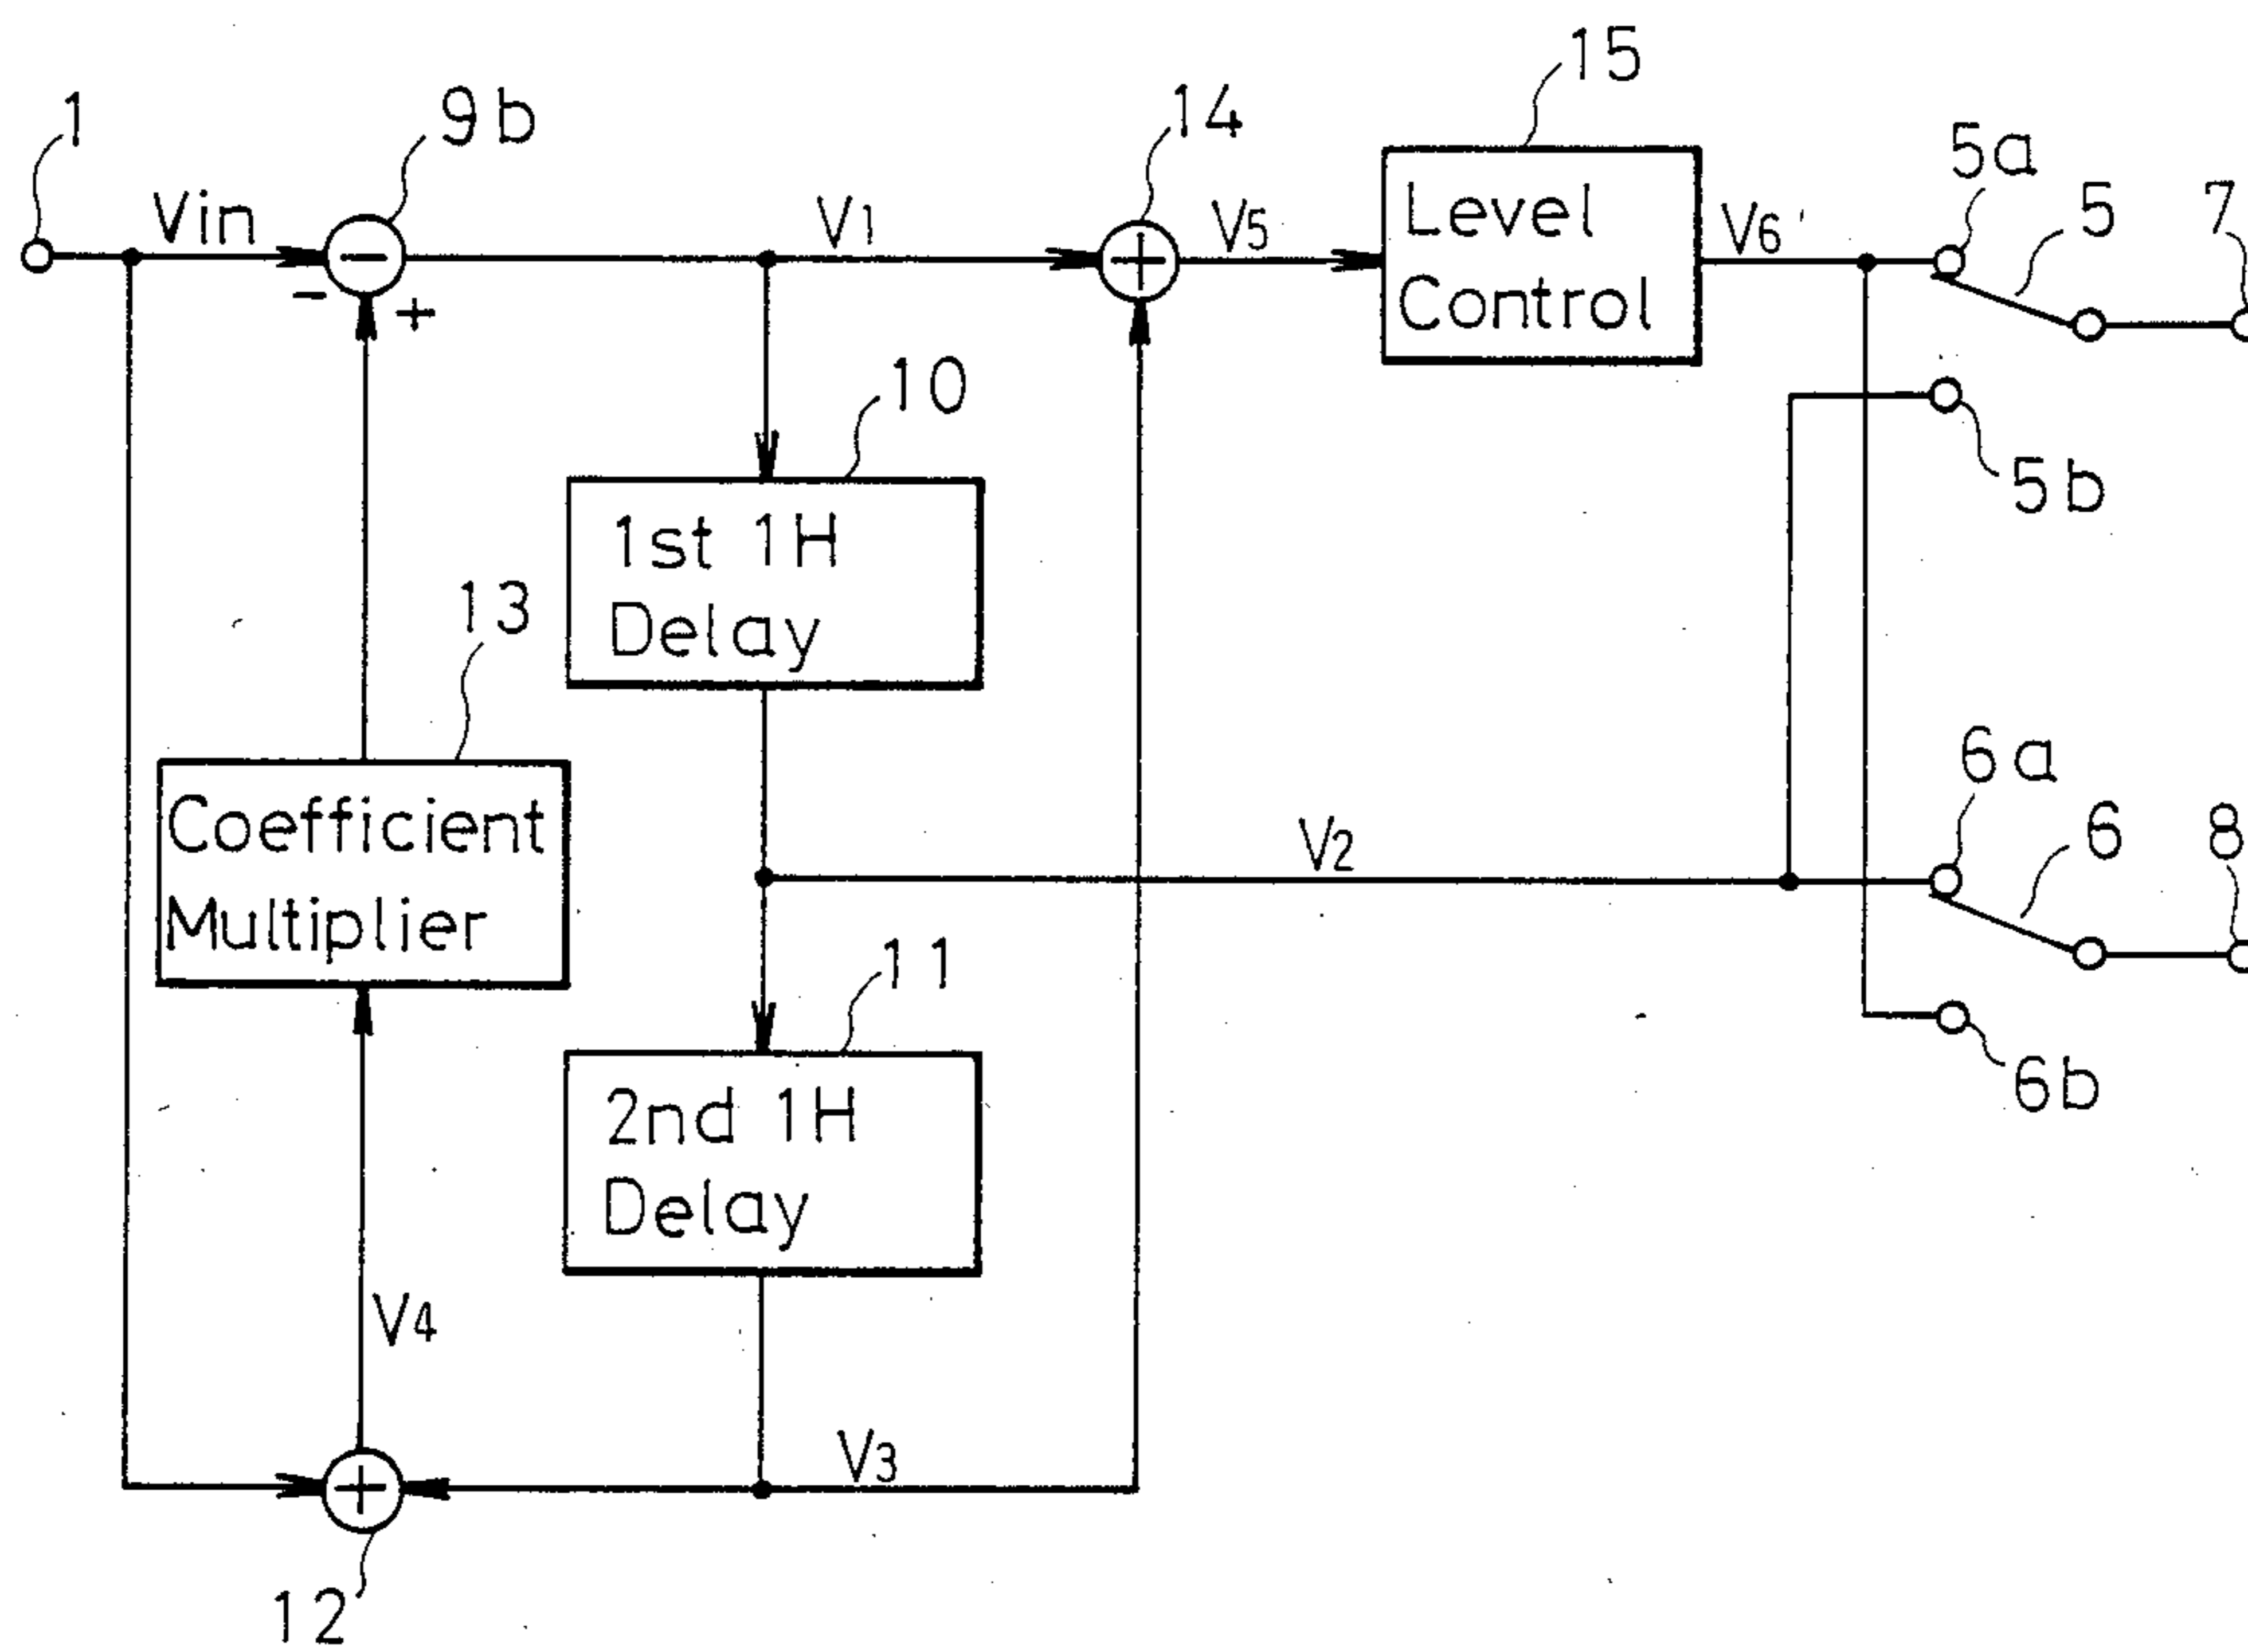 1
Vin
9b
-
-
+
V1
14
+
V5
15
Level
Control
V6
5a
5
7
5b
10
1st 1H
Delay
13
Coefficient
Multiplier
V2
6a
6
8
6b
11
2nd 1H
Delay
V4
V3
+
12